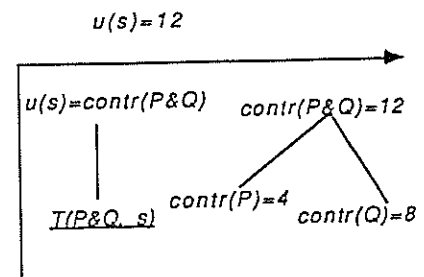 u(s)=12
u(s)=contr(P&Q) contr(P&Q)=12
T(P&Q, s) contr(P)=4 contr(Q)=8